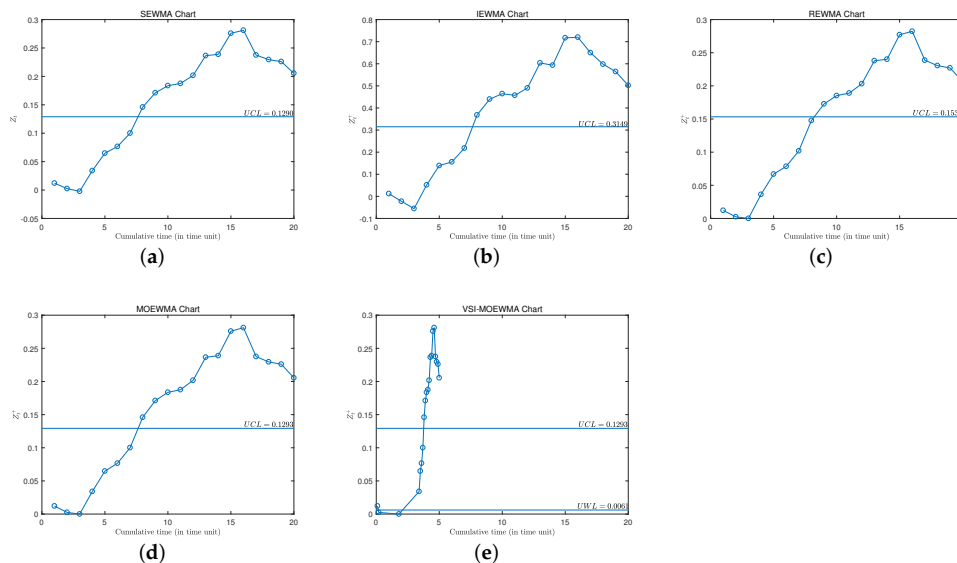 SEWMA Chart
0.3
0.25
0.2
0.15
0.1
0.05
0
-0.05
Z_t
UCL = 0.1290
0 5 10 15 20
Cumulative time (in time unit)
(a)
IEWMA Chart
0.8
0.7
0.6
0.5
0.4
0.3
0.2
0.1
0
-0.1
UCL = 0.3149
0 5 10 15 20
Cumulative time (in time unit)
(b)
REWMA Chart
0.3
0.25
0.2
0.15
0.1
0.05
0
UCL = 0.153
0 5 10 15
Cumulative time (in time unit)
(c)
MOEWMA Chart
0.3
0.25
0.2
0.15
0.1
0.05
0
UCL = 0.1293
0 5 10 15 20
Cumulative time (in time unit)
(d)
VSI-MOEWMA Chart
0.3
0.25
0.2
0.15
0.1
0.05
0
UCL = 0.1293
UWL = 0.0061
0 5 10 15 20
Cumulative time (in time unit)
(e)